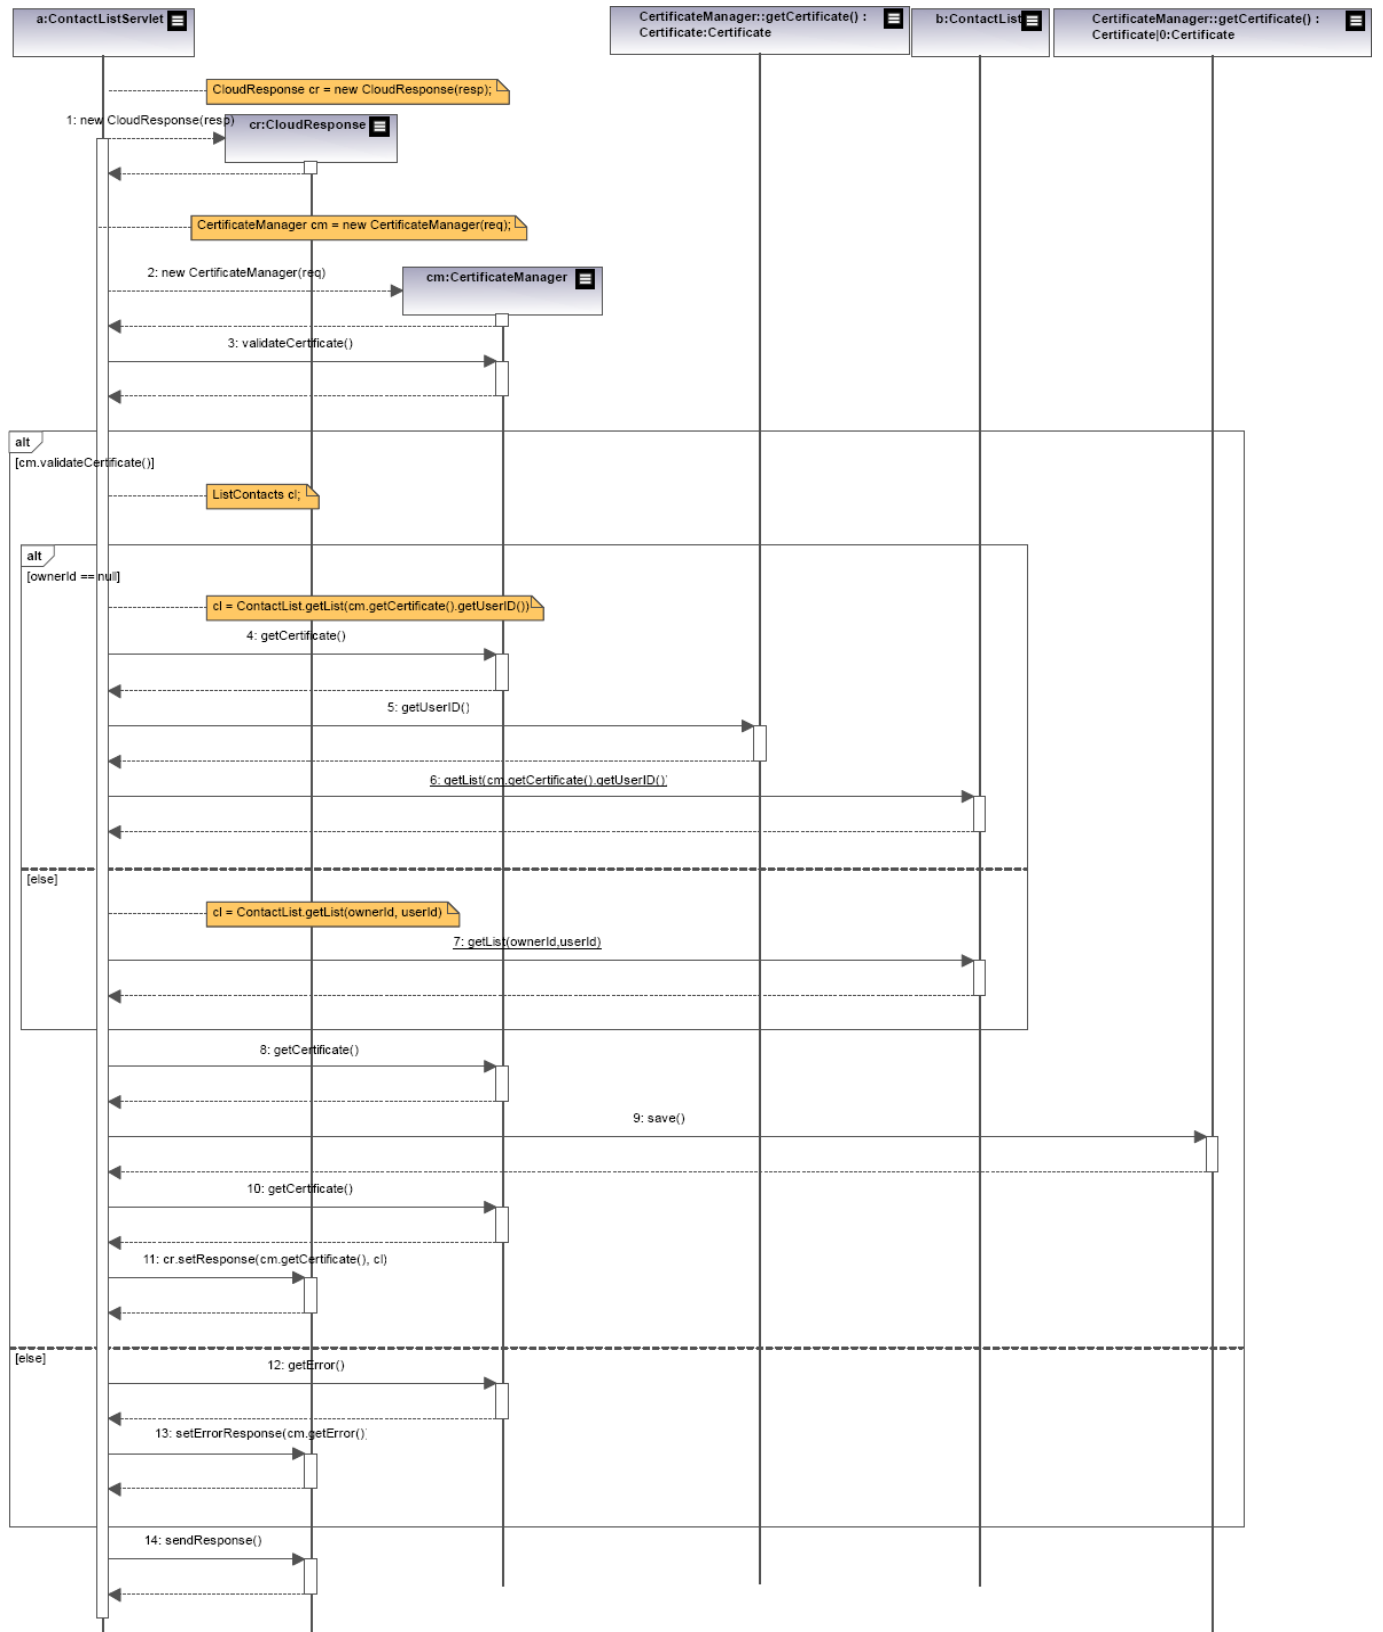 a:ContactListServlet
CertificateManager::getCertificate() :
Certificate:Certificate
b:ContactList
CertificateManager::getCertificate() :
Certificate|0:Certificate
CloudResponse cr = new CloudResponse(resp);
1: new CloudResponse(resp)
cr:CloudResponse
CertificateManager cm = new CertificateManager(req);
2: new CertificateManager(req)
cm:CertificateManager
3: validateCertificate()
alt
[cm.validateCertificate()]
ListContacts cl;
alt
[ownerId == null]
cl = ContactList.getList(cm.getCertificate().getUserID())
4: getCertificate()
5: getUserID()
6: getList(cm.getCertificate().getUserID()
[else]
cl = ContactList.getList(ownerId, userId)
7: getList(ownerId,userId)
8: getCertificate()
9: save()
10: getCertificate()
11: cr.setResponse(cm.getCertificate(), cl)
[else]
12: getError()
13: setErrorResponse(cm.getError()
14: sendResponse()